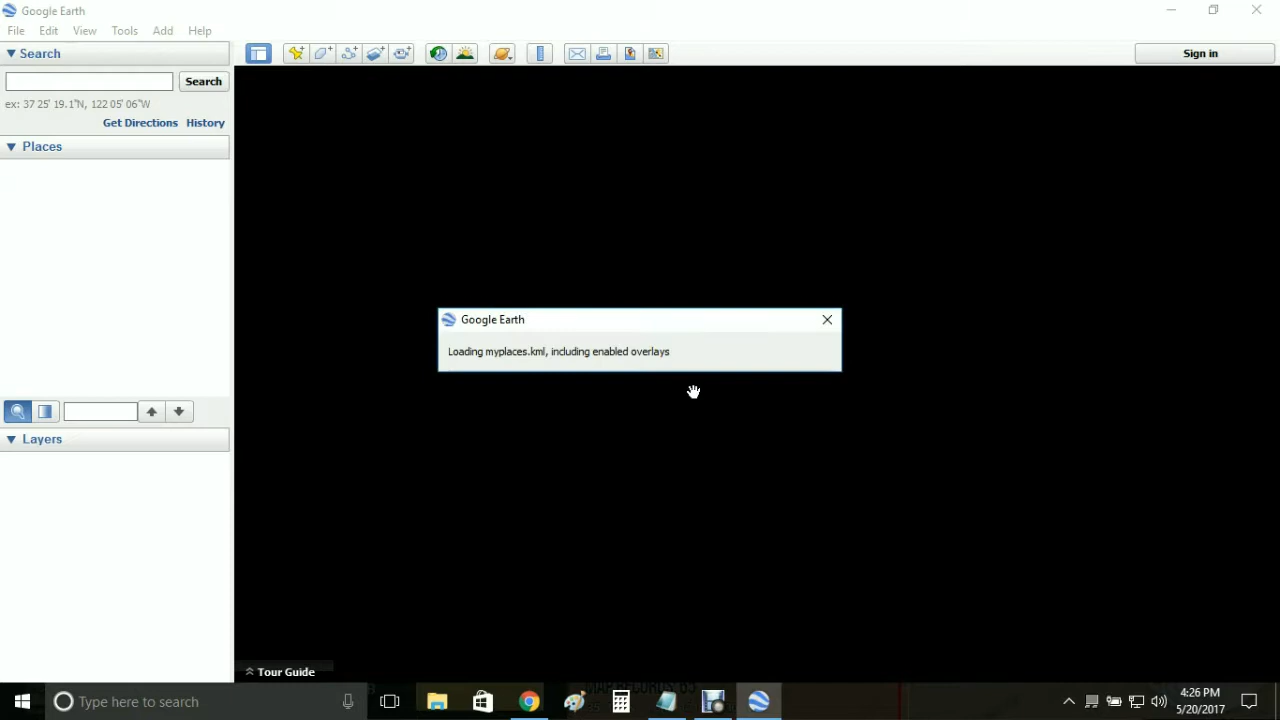 Google Earth
File Edit View Tools Add Help
Search
Sign in
Search
ex: 37 25' 19.1"N, 122 05' 06"W
Get Directions History
Places
Google Earth
Loading myplaces.kml, including enabled overlays
Layers
Tour Guide
Type here to search
4:26 PM
5/20/2017